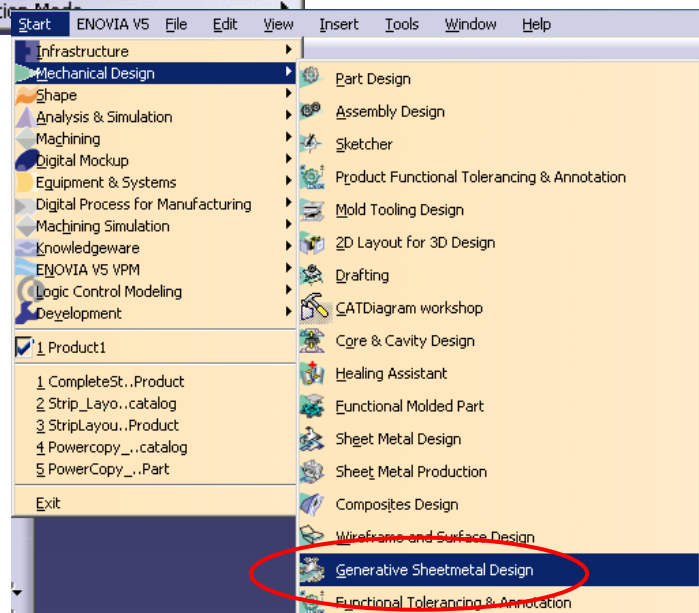 Start ENOVIA V5 File Edit View Insert Tools Window Help
Infrastructure
Mechanical Design
Shape
Analysis & Simulation
Machining
Digital Mockup
Equipment & Systems
Digital Process for Manufacturing
Machining Simulation
Knowledgeware
ENOVIA V5 VPM
Logic Control Modeling
Development
1 Product1
1 CompleteSt..Product
2 Strip_Layo..catalog
3 StripLayou..Product
4 Powercopy_..catalog
5 PowerCopy_..Part
Exit
Part Design
Assembly Design
Sketcher
Product Functional Tolerancing & Annotation
Mold Tooling Design
2D Layout for 3D Design
Drafting
CATDiagram workshop
Core & Cavity Design
Healing Assistant
Functional Molded Part
Sheet Metal Design
Sheet Metal Production
Composites Design
Wireframe and Surface Design
Generative Sheetmetal Design
Functional Tolerancing & Annotation